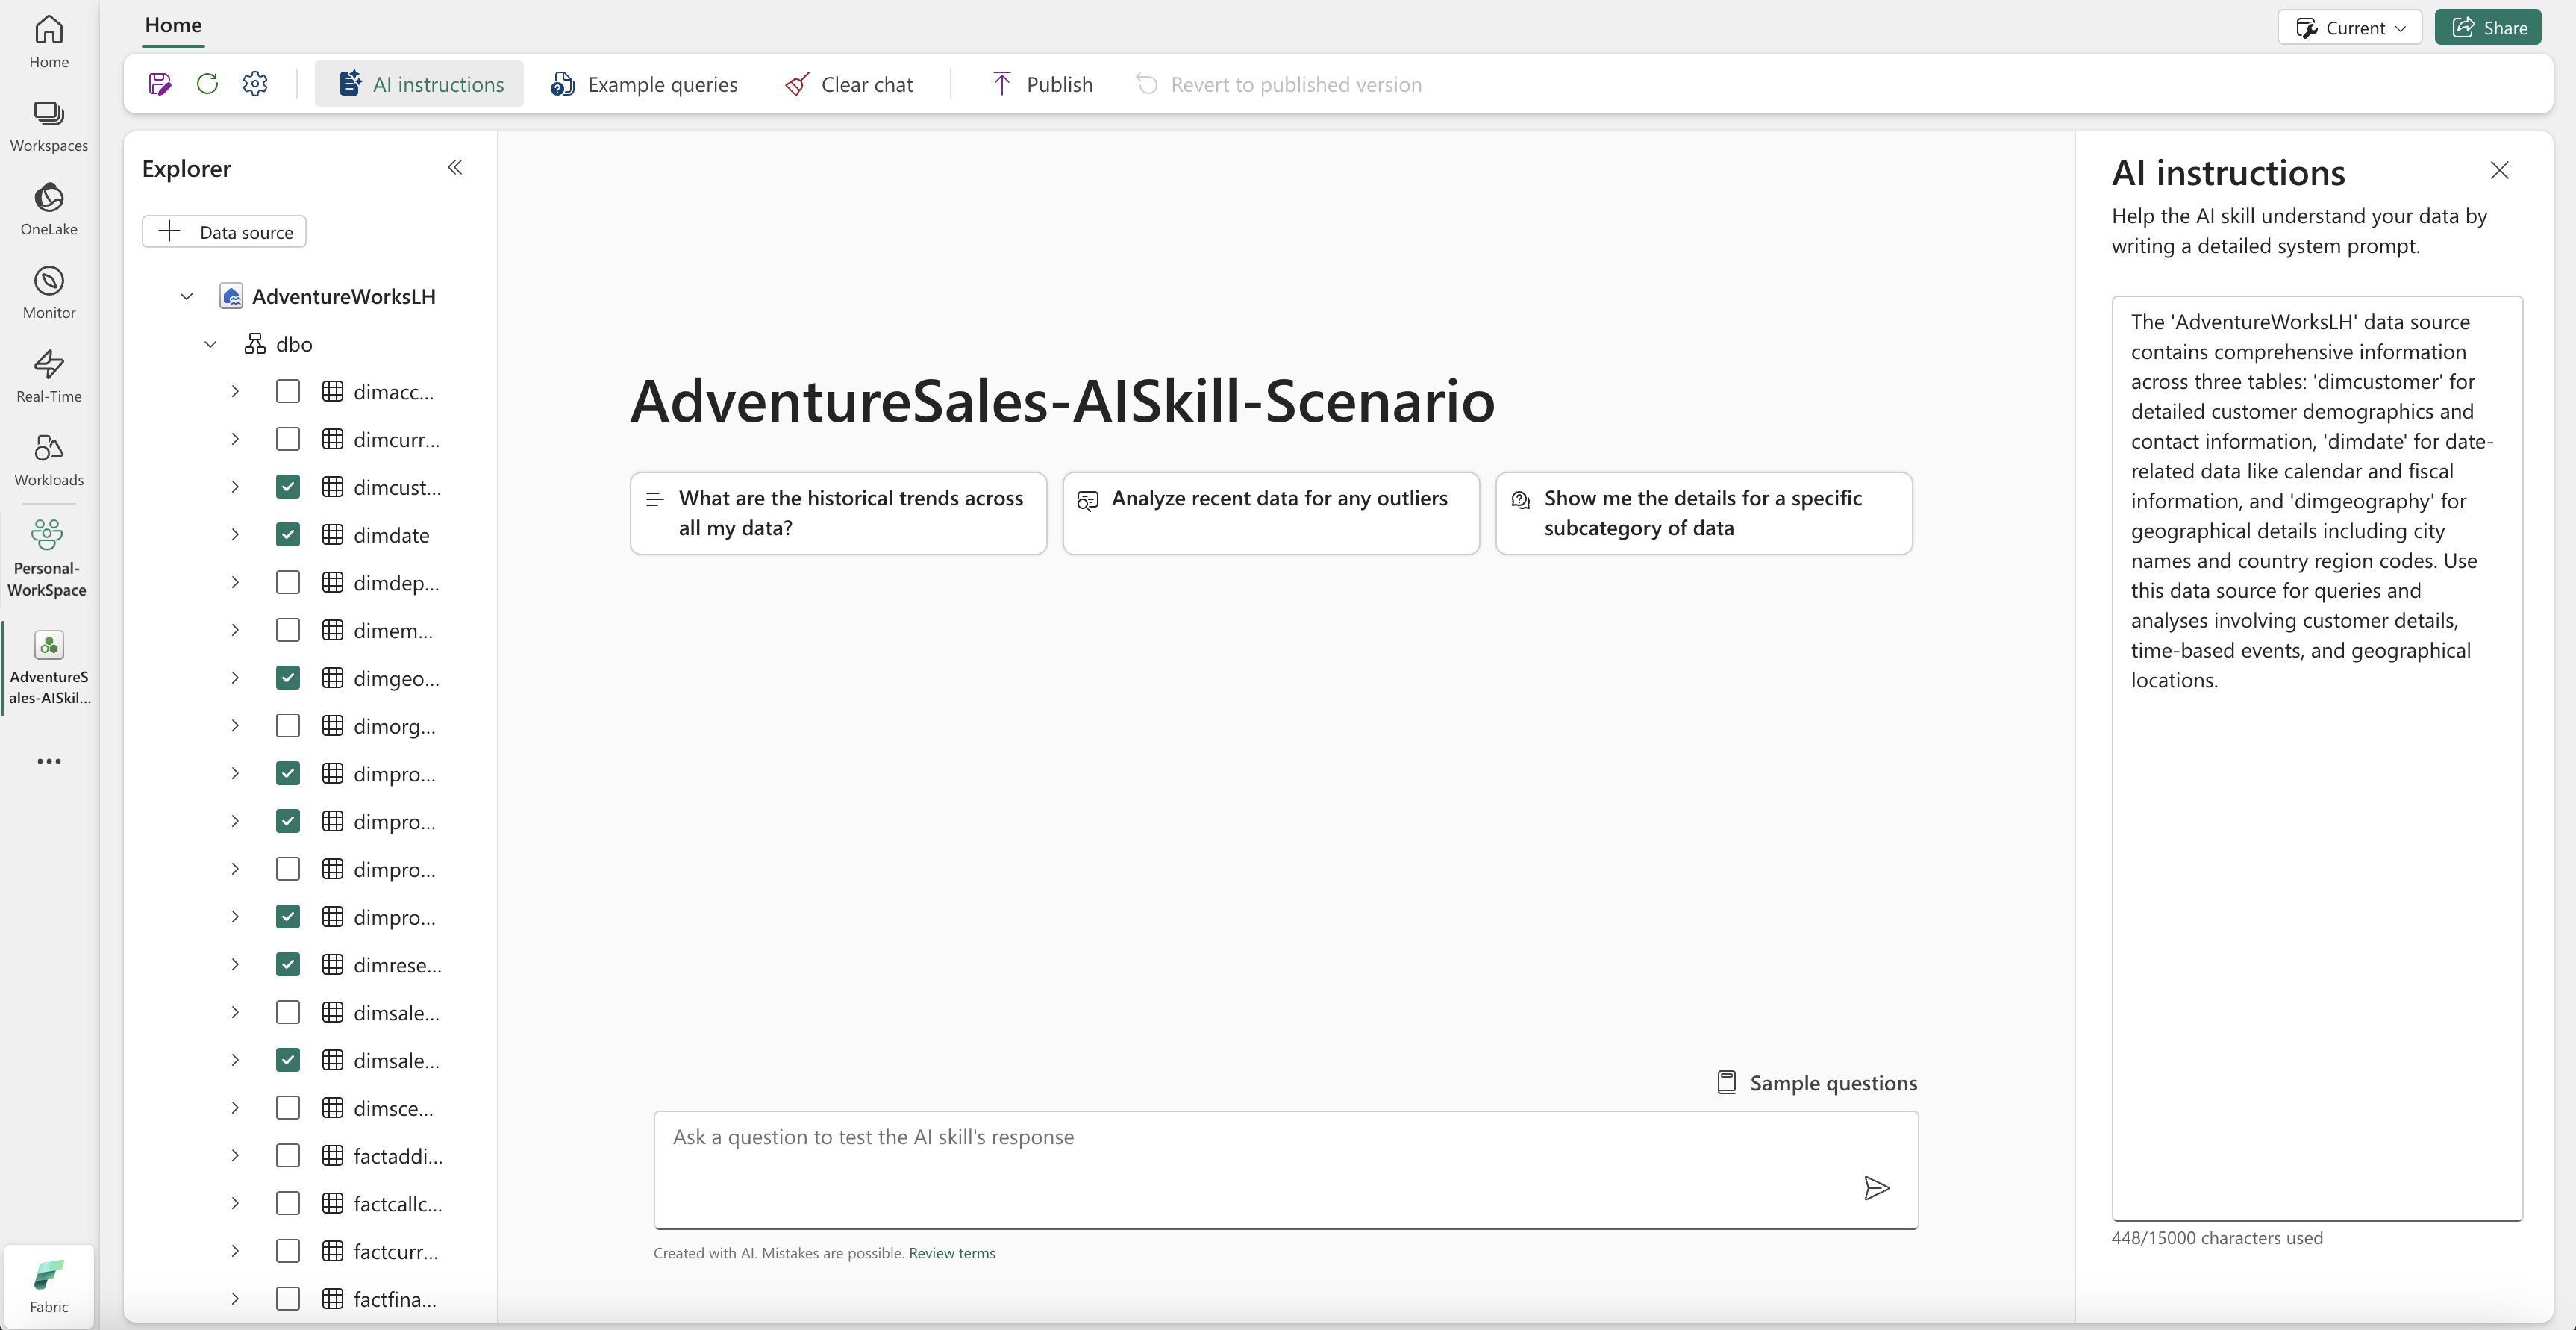 Home
Workspaces
OneLake
Monitor
Real-Time
Workloads
Personal-
WorkSpace
AdventureS
ales-AISkil...
Fabric
Home
Current
Share
AI instructions
Example queries
Clear chat
Publish
Revert to published version
Explorer
Data source
AdventureWorksLH
dbo
dimacc...
dimcurr...
dimcust...
dimdate
dimdep...
dimem...
dimgeo...
dimorg...
dimpro...
dimpro...
dimpro...
dimpro...
dimrese...
dimsale...
dimsale...
dimsce...
factaddi...
factcallc...
factcurr...
factfina...
AdventureSales-AISkill-Scenario
What are the historical trends across
all my data?
Analyze recent data for any outliers
Show me the details for a specific
subcategory of data
Sample questions
Ask a question to test the AI skill's response
Created with AI. Mistakes are possible. Review terms
AI instructions
Help the AI skill understand your data by
writing a detailed system prompt.
The 'AdventureWorksLH' data source
contains comprehensive information
across three tables: 'dimcustomer' for
detailed customer demographics and
contact information, 'dimdate' for date-
related data like calendar and fiscal
information, and 'dimgeography' for
geographical details including city
names and country region codes. Use
this data source for queries and
analyses involving customer details,
time-based events, and geographical
locations.
448/15000 characters used